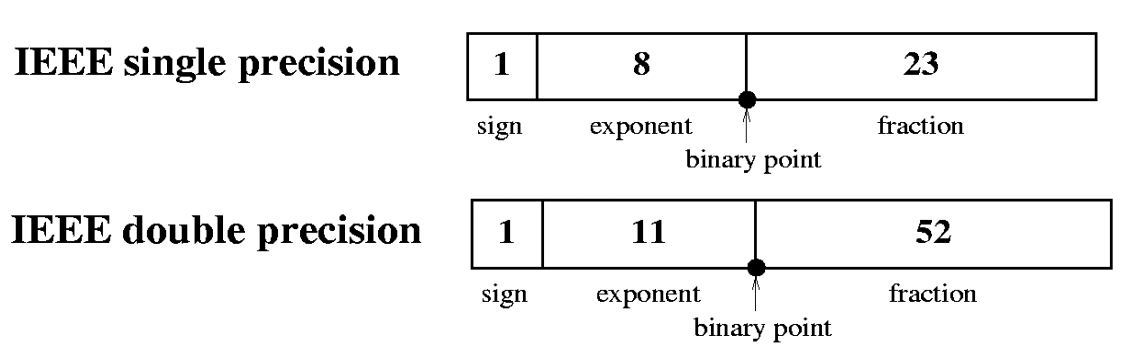 IEEE single precision 1 8 23
sign exponent fraction
binary point
IEEE double precision 1 11 52
sign exponent fraction
binary point